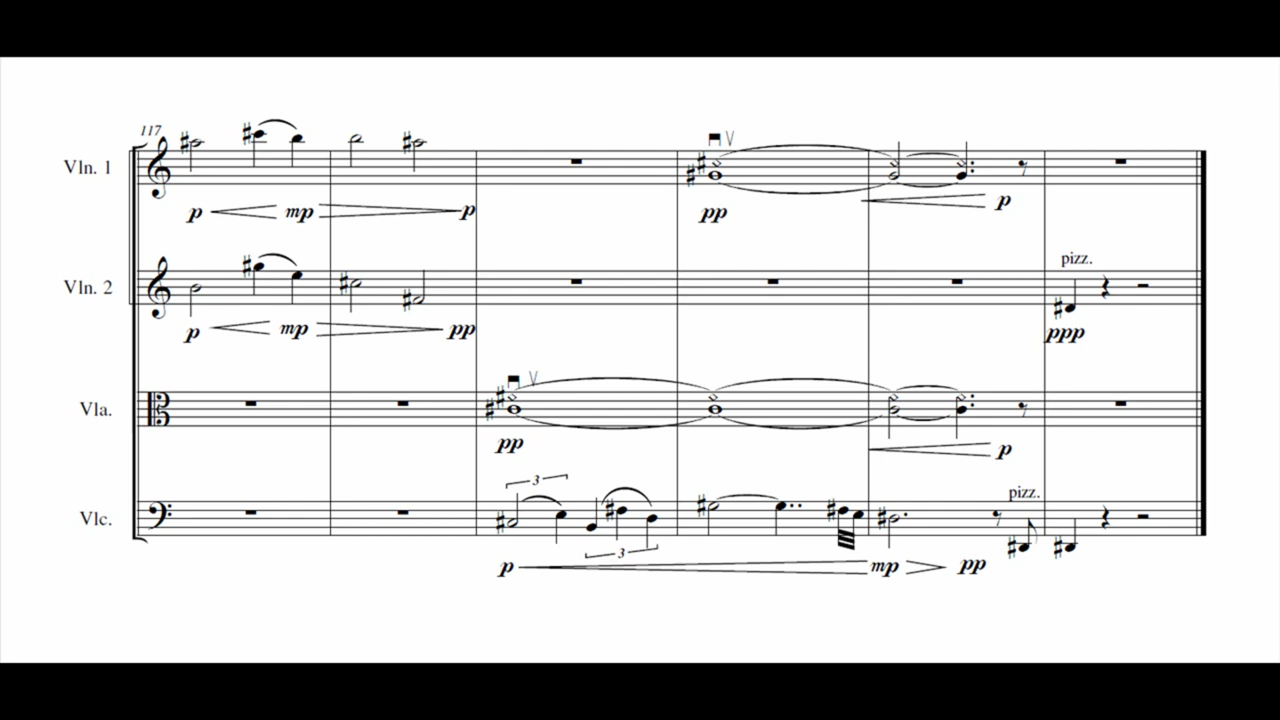 117
Vln. 1
p mp p pp p
pizz.
Vln. 2
p mp pp ppp
Vla.
pp p
3 pizz.
Vlc.
3
p mp pp